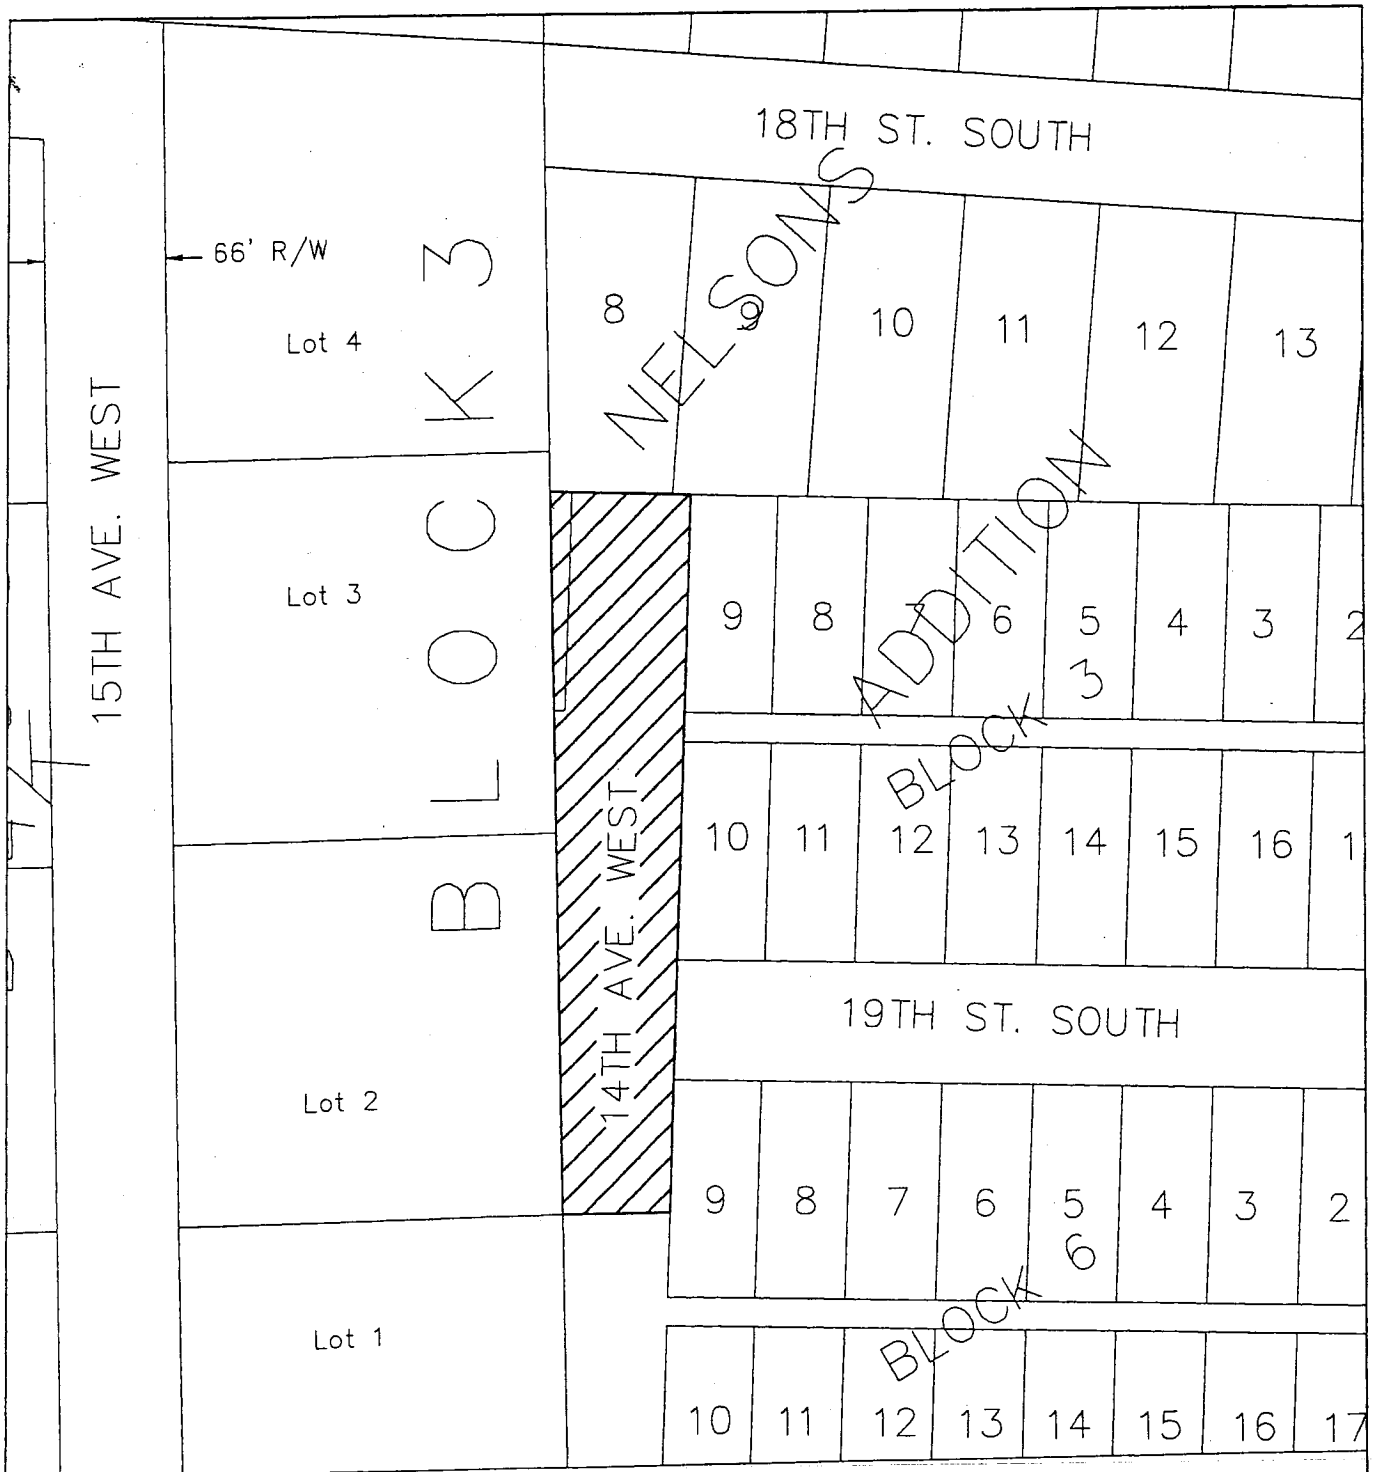 18TH ST. SOUTH
66' R/W
Lot 4
15TH AVE. WEST
BLOCK 3
Lot 3
Lot 2
Lot 1
NELSONS ADDITION
8 9 10 11 12 13
9 8 7 6 5 4 3 2
BLOCK 3
10 11 12 13 14 15 16 1
14TH AVE. WEST
19TH ST. SOUTH
9 8 7 6 5 4 3 2
BLOCK 6
10 11 12 13 14 15 16 17